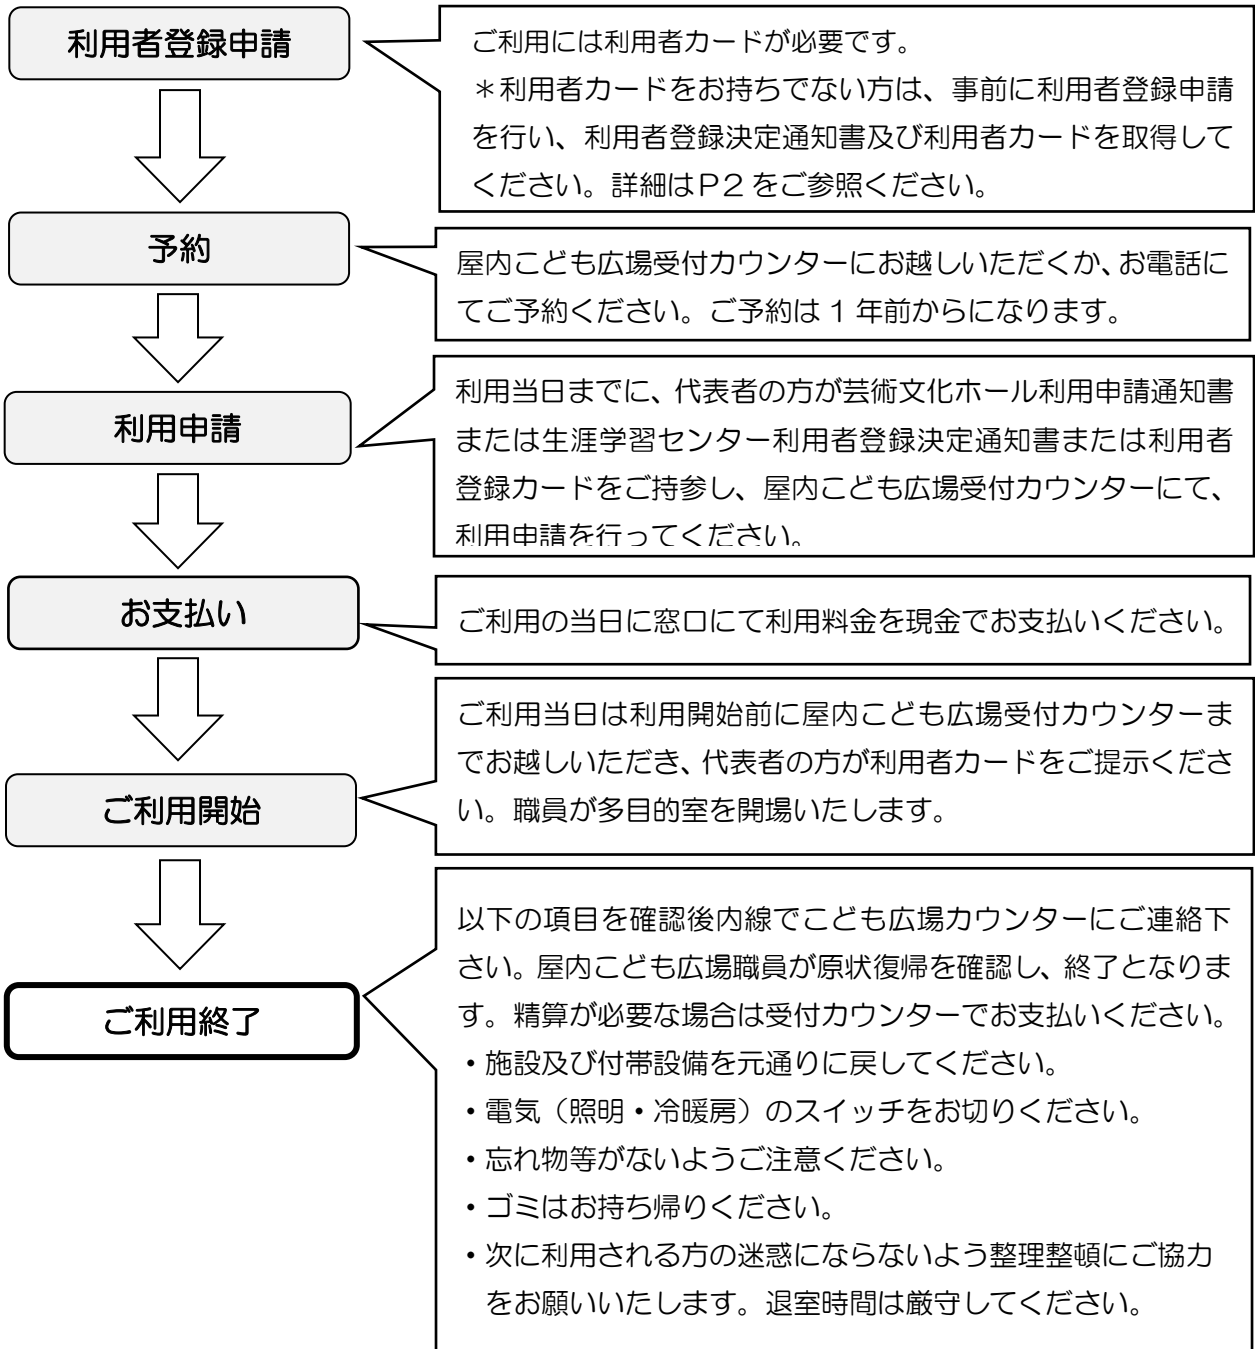 利用者登録申請
ご利用には利用者カードが必要です。
＊利用者カードをお持ちでない方は、事前に利用者登録申請
を行い、利用者登録決定通知書及び利用者カードを取得して
ください。詳細はP2をご参照ください。
予約
屋内こども広場受付カウンターにお越しいただくか、お電話に
てご予約ください。ご予約は 1 年前からになります。
利用申請
利用当日までに、代表者の方が芸術文化ホール利用申請通知書
または生涯学習センター利用者登録決定通知書または利用者
登録カードをご持参し、屋内こども広場受付カウンターにて、
利用申請を行ってください。
お支払い
ご利用の当日に窓口にて利用料金を現金でお支払いください。
ご利用開始
ご利用当日は利用開始前に屋内こども広場受付カウンターま
でお越しいただき、代表者の方が利用者カードをご提示くださ
い。職員が多目的室を開場いたします。
ご利用終了
以下の項目を確認後内線でこども広場カウンターにご連絡下
さい。屋内こども広場職員が原状復帰を確認し、終了となりま
す。精算が必要な場合は受付カウンターでお支払いください。
・施設及び付帯設備を元通りに戻してください。
・電気（照明・冷暖房）のスイッチをお切りください。
・忘れ物等がないようご注意ください。
・ゴミはお持ち帰りください。
・次に利用される方の迷惑にならないよう整理整頓にご協力
をお願いいたします。退室時間は厳守してください。